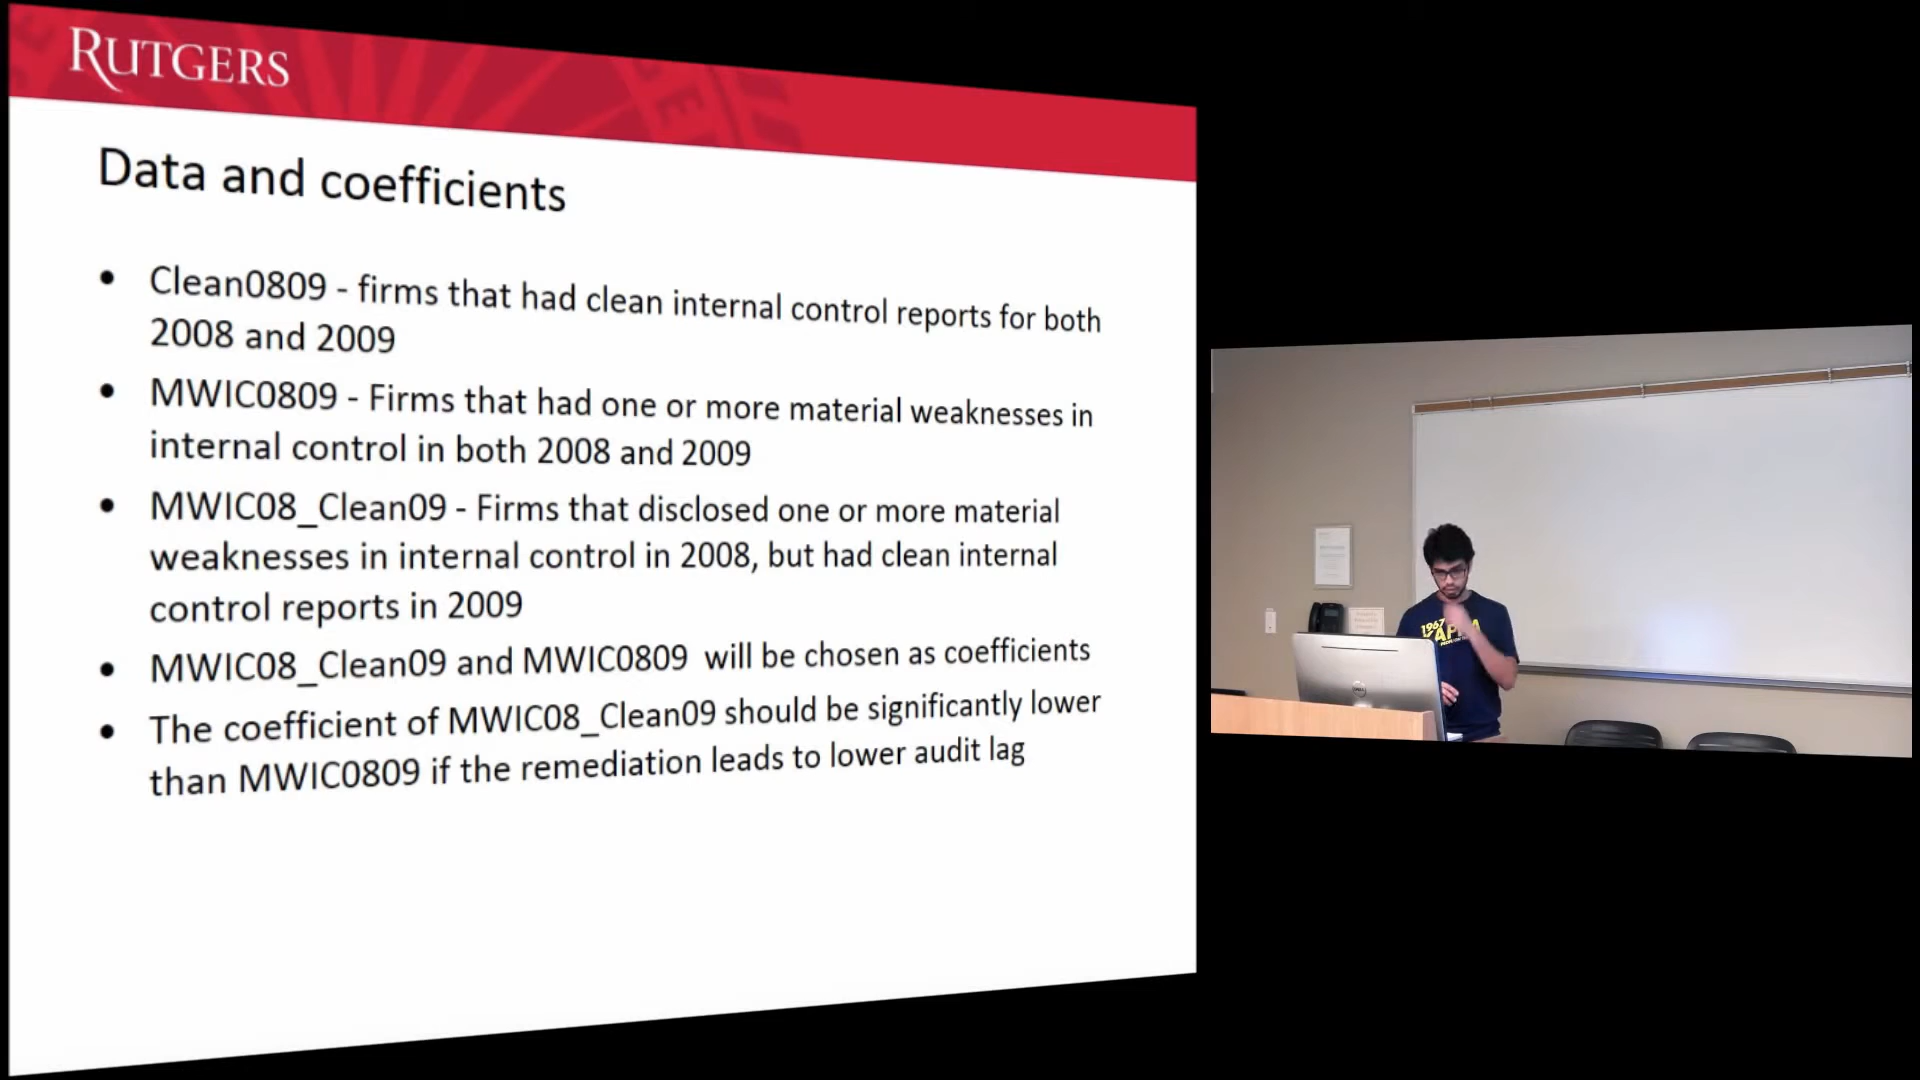 RUTGERS
Data and coefficients
• Clean0809 - firms that had clean internal control reports for both
2008 and 2009
• MWIC0809 - Firms that had one or more material weaknesses in
internal control in both 2008 and 2009
• MWIC08_Clean09 - Firms that disclosed one or more material
weaknesses in internal control in 2008, but had clean internal
control reports in 2009
• MWIC08_Clean09 and MWIC0809 will be chosen as coefficients
• The coefficient of MWIC08_Clean09 should be significantly lower
than MWIC0809 if the remediation leads to lower audit lag
1967
DELL